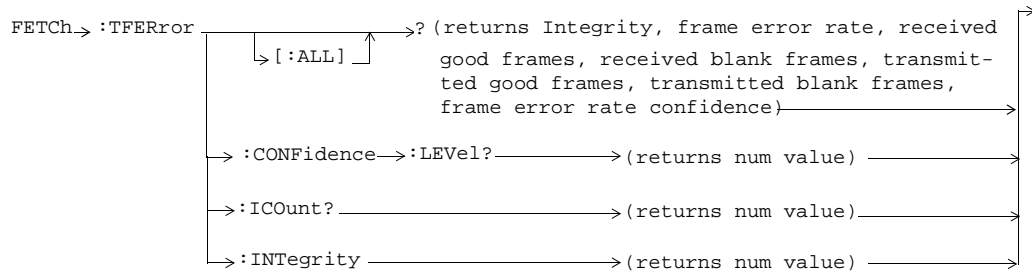 FETCh :TFERror ? (returns Integrity, frame error rate, received
[:ALL] good frames, received blank frames, transmit-
ted good frames, transmitted blank frames,
frame error rate confidence)
:CONFidence :LEVel? (returns num value)
:ICOunt? (returns num value)
:INTegrity (returns num value)